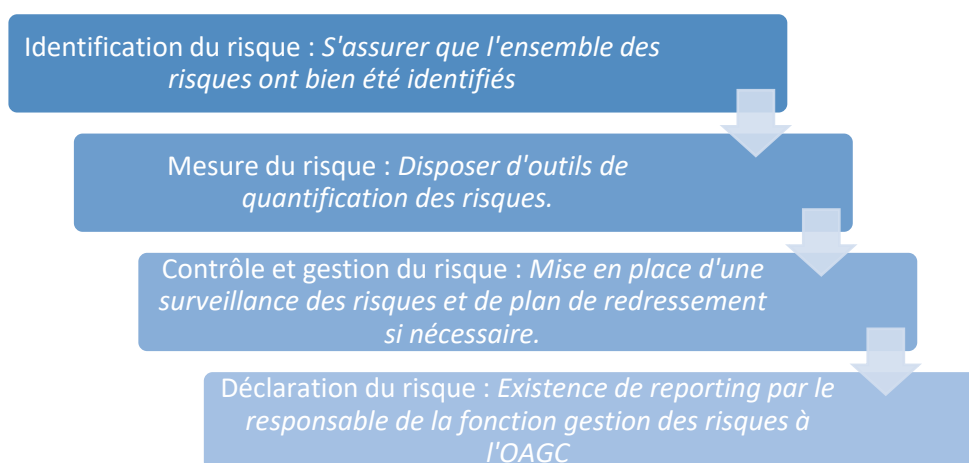 Identification du risque : S'assurer que l'ensemble des
risques ont bien été identifiés
Mesure du risque : Disposer d'outils de
quantification des risques.
Contrôle et gestion du risque : Mise en place d'une
surveillance des risques et de plan de redressement
si nécessaire.
Déclaration du risque : Existence de reporting par le
responsable de la fonction gestion des risques à
l'OAGC